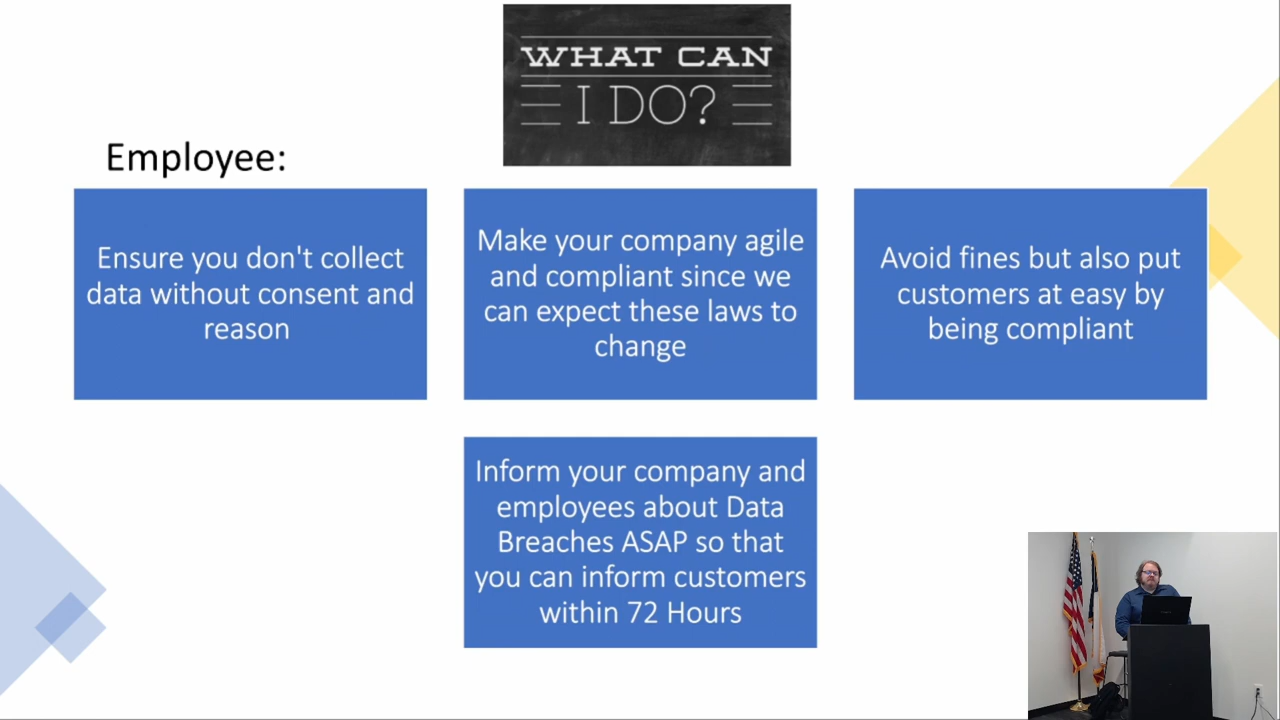 WHAT CAN
I DO?
Employee:
Ensure you don't collect
data without consent and
reason
Make your company agile
and compliant since we
can expect these laws to
change
Avoid fines but also put
customers at easy by
being compliant
Inform your company and
employees about Data
Breaches ASAP so that
you can inform customers
within 72 Hours